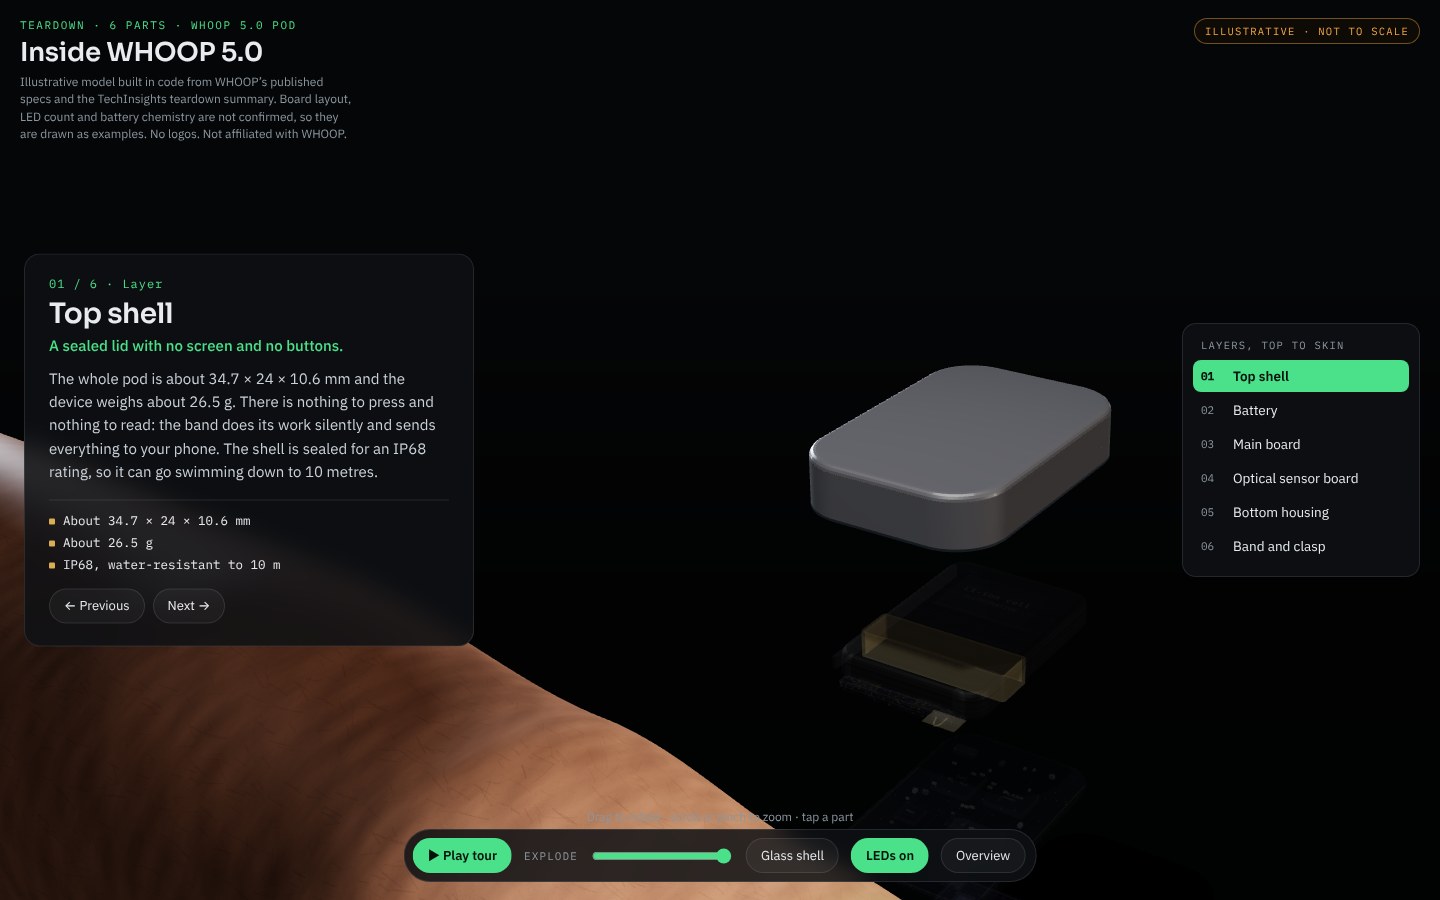 TEARDOWN · 6 PARTS · WHOOP 5.0 POD
Inside WHOOP 5.0
Illustrative model built in code from WHOOP’s published
specs and the TechInsights teardown summary. Board layout,
LED count and battery chemistry are not confirmed, so they
are drawn as examples. No logos. Not affiliated with WHOOP.
ILLUSTRATIVE · NOT TO SCALE
01 / 6 · Layer
Top shell
A sealed lid with no screen and no buttons.
The whole pod is about 34.7 × 24 × 10.6 mm and the
device weighs about 26.5 g. There is nothing to press and
nothing to read: the band does its work silently and sends
everything to your phone. The shell is sealed for an IP68
rating, so it can go swimming down to 10 metres.
About 34.7 × 24 × 10.6 mm
About 26.5 g
IP68, water-resistant to 10 m
← Previous
Next →
LAYERS, TOP TO SKIN
01 Top shell
02 Battery
03 Main board
04 Optical sensor board
05 Bottom housing
06 Band and clasp
zoom · tap a part
▶ Play tour
EXPLODE
Glass shell
LEDs on
Overview